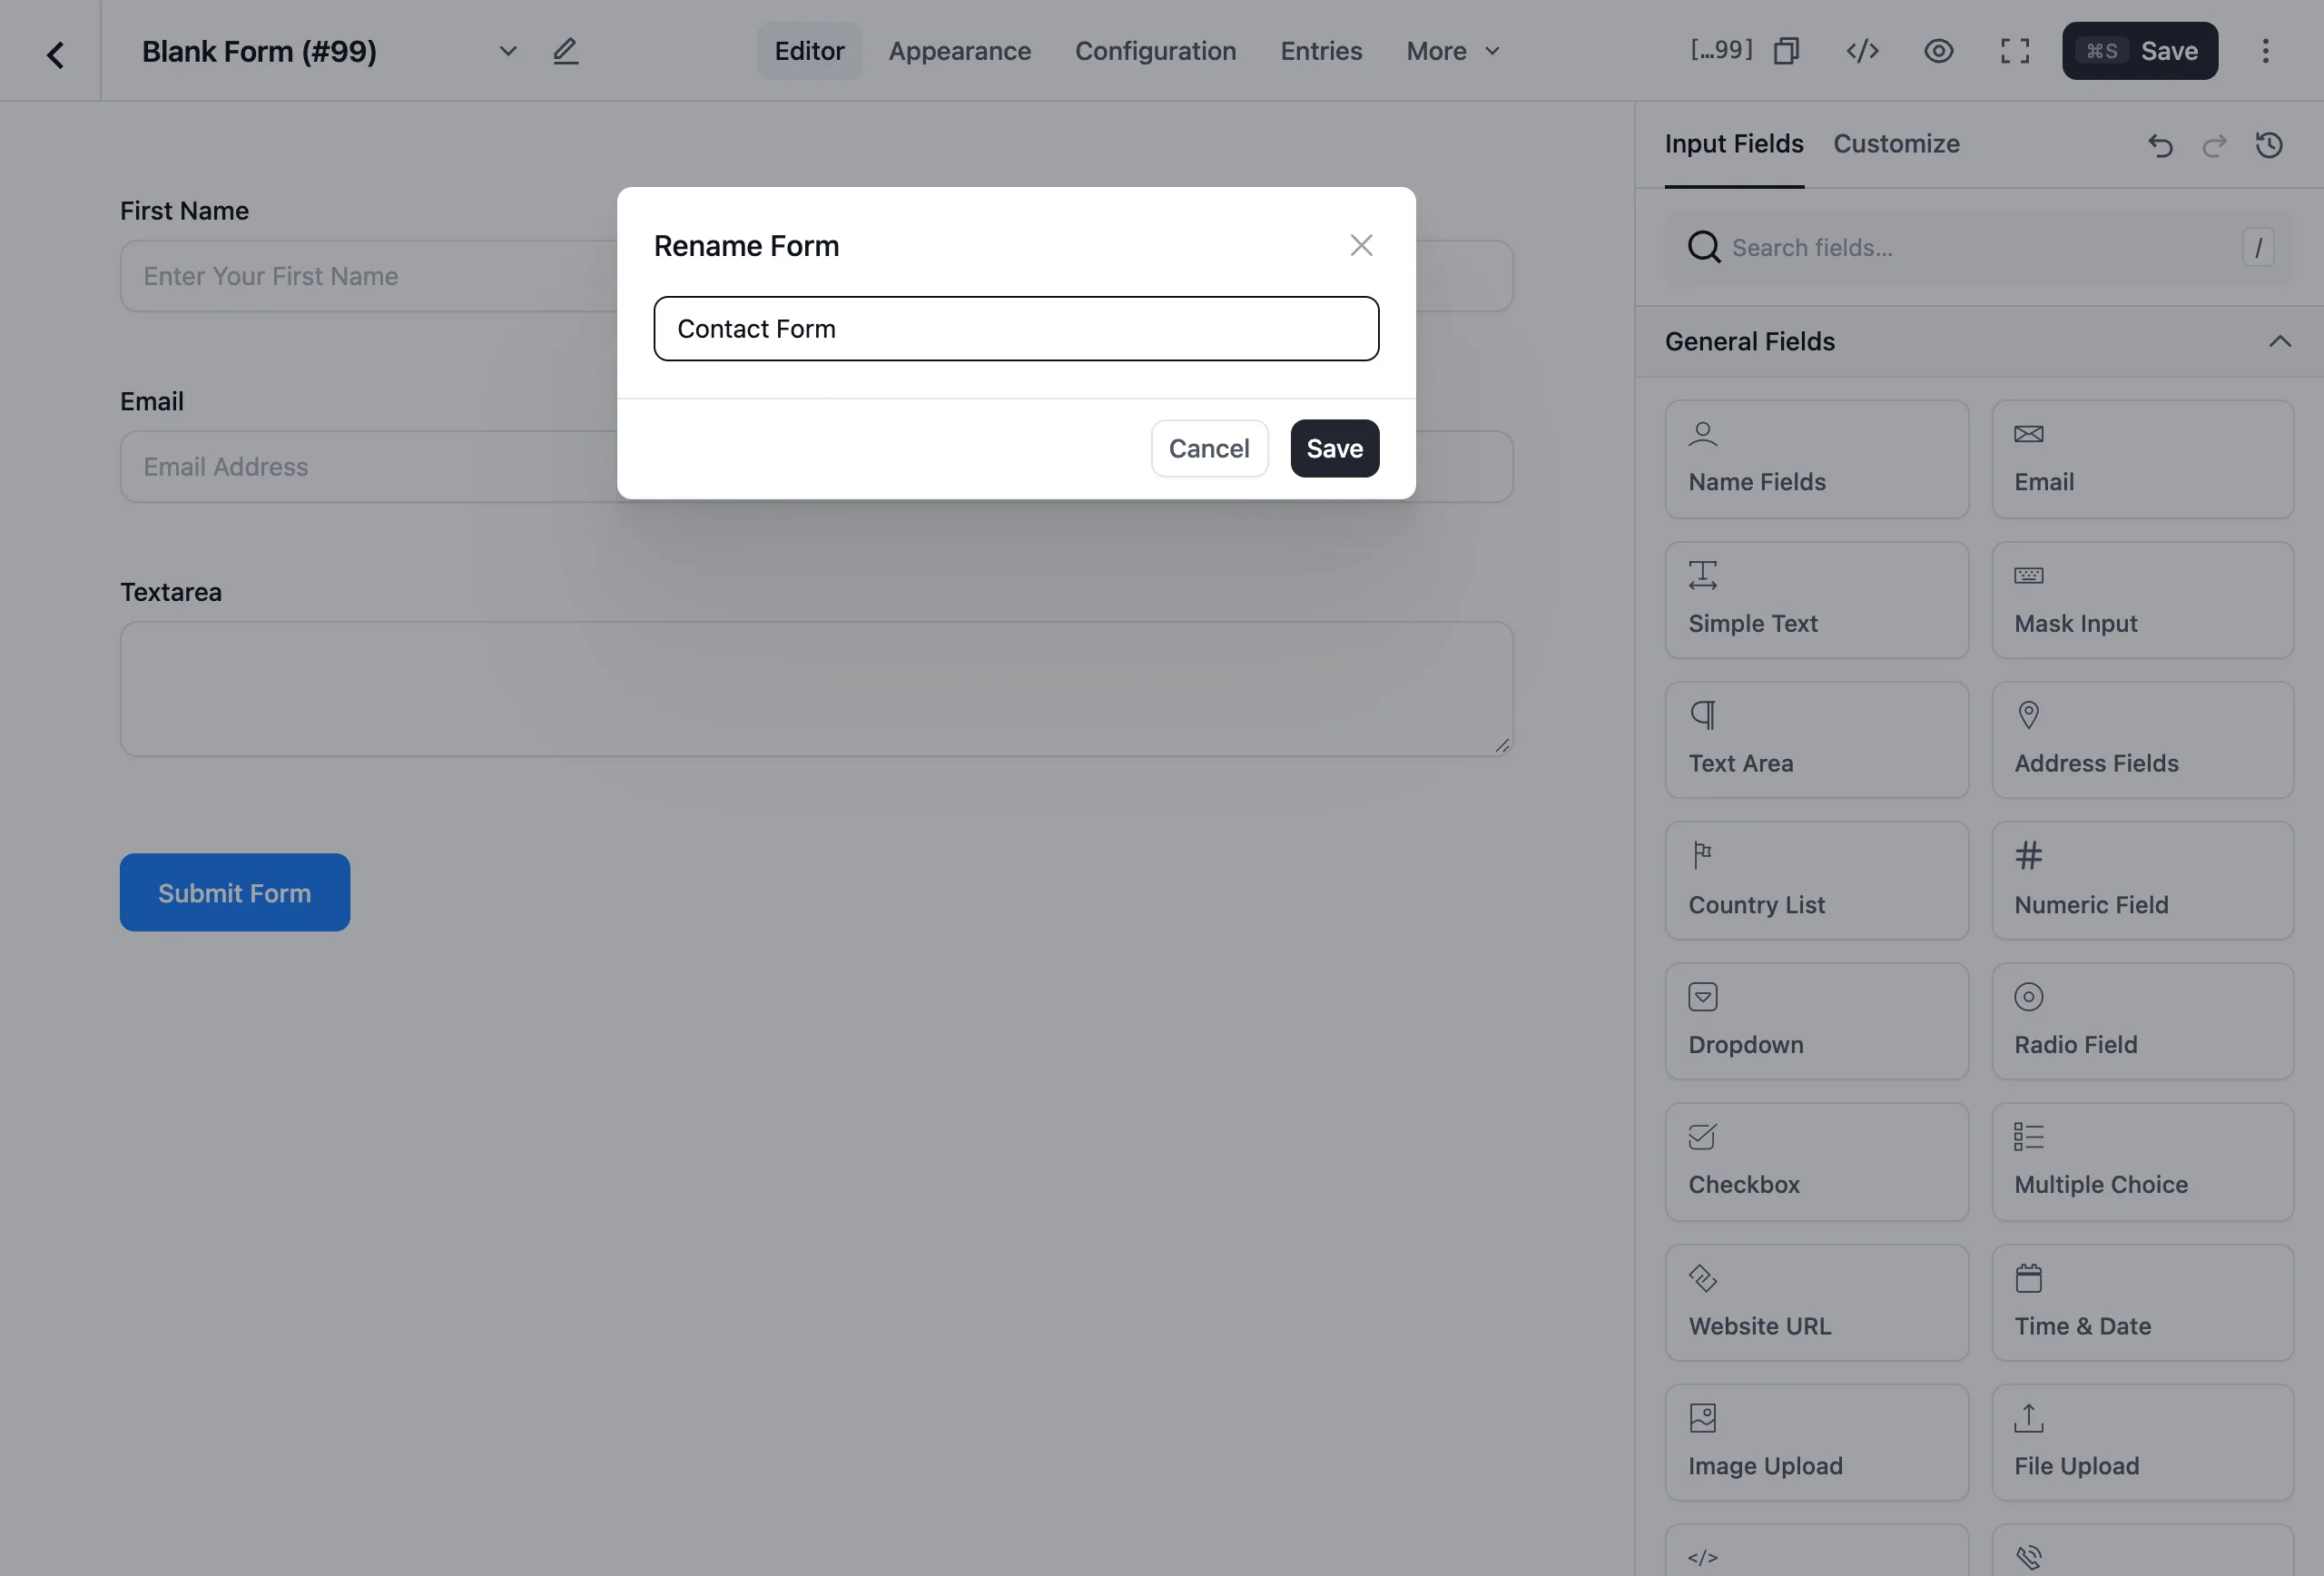 Blank Form (#99)
Editor
Appearance
Configuration
Entries
More
[...99]
⌘S Save
Input Fields
Customize
Search fields...
/
General Fields
Name Fields
Email
Simple Text
Mask Input
Text Area
Address Fields
Country List
Numeric Field
Dropdown
Radio Field
Checkbox
Multiple Choice
Website URL
Time & Date
Image Upload
File Upload
First Name
Enter Your First Name
Email
Email Address
Textarea
Submit Form
Rename Form
Contact Form
Cancel
Save